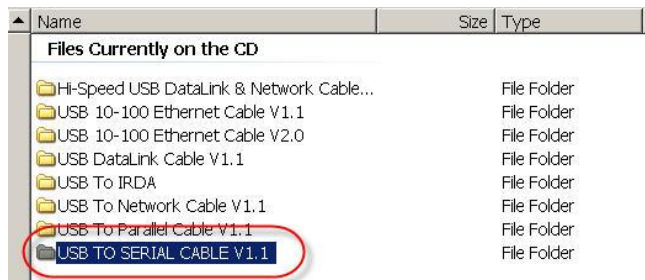 Name Size Type
Files Currently on the CD
Hi-Speed USB DataLink & Network Cable... File Folder
USB 10-100 Ethernet Cable V1.1 File Folder
USB 10-100 Ethernet Cable V2.0 File Folder
USB DataLink Cable V1.1 File Folder
USB To IRDA File Folder
USB To Network Cable V1.1 File Folder
USB To Parallel Cable V1.1 File Folder
USB TO SERIAL CABLE V1.1 File Folder